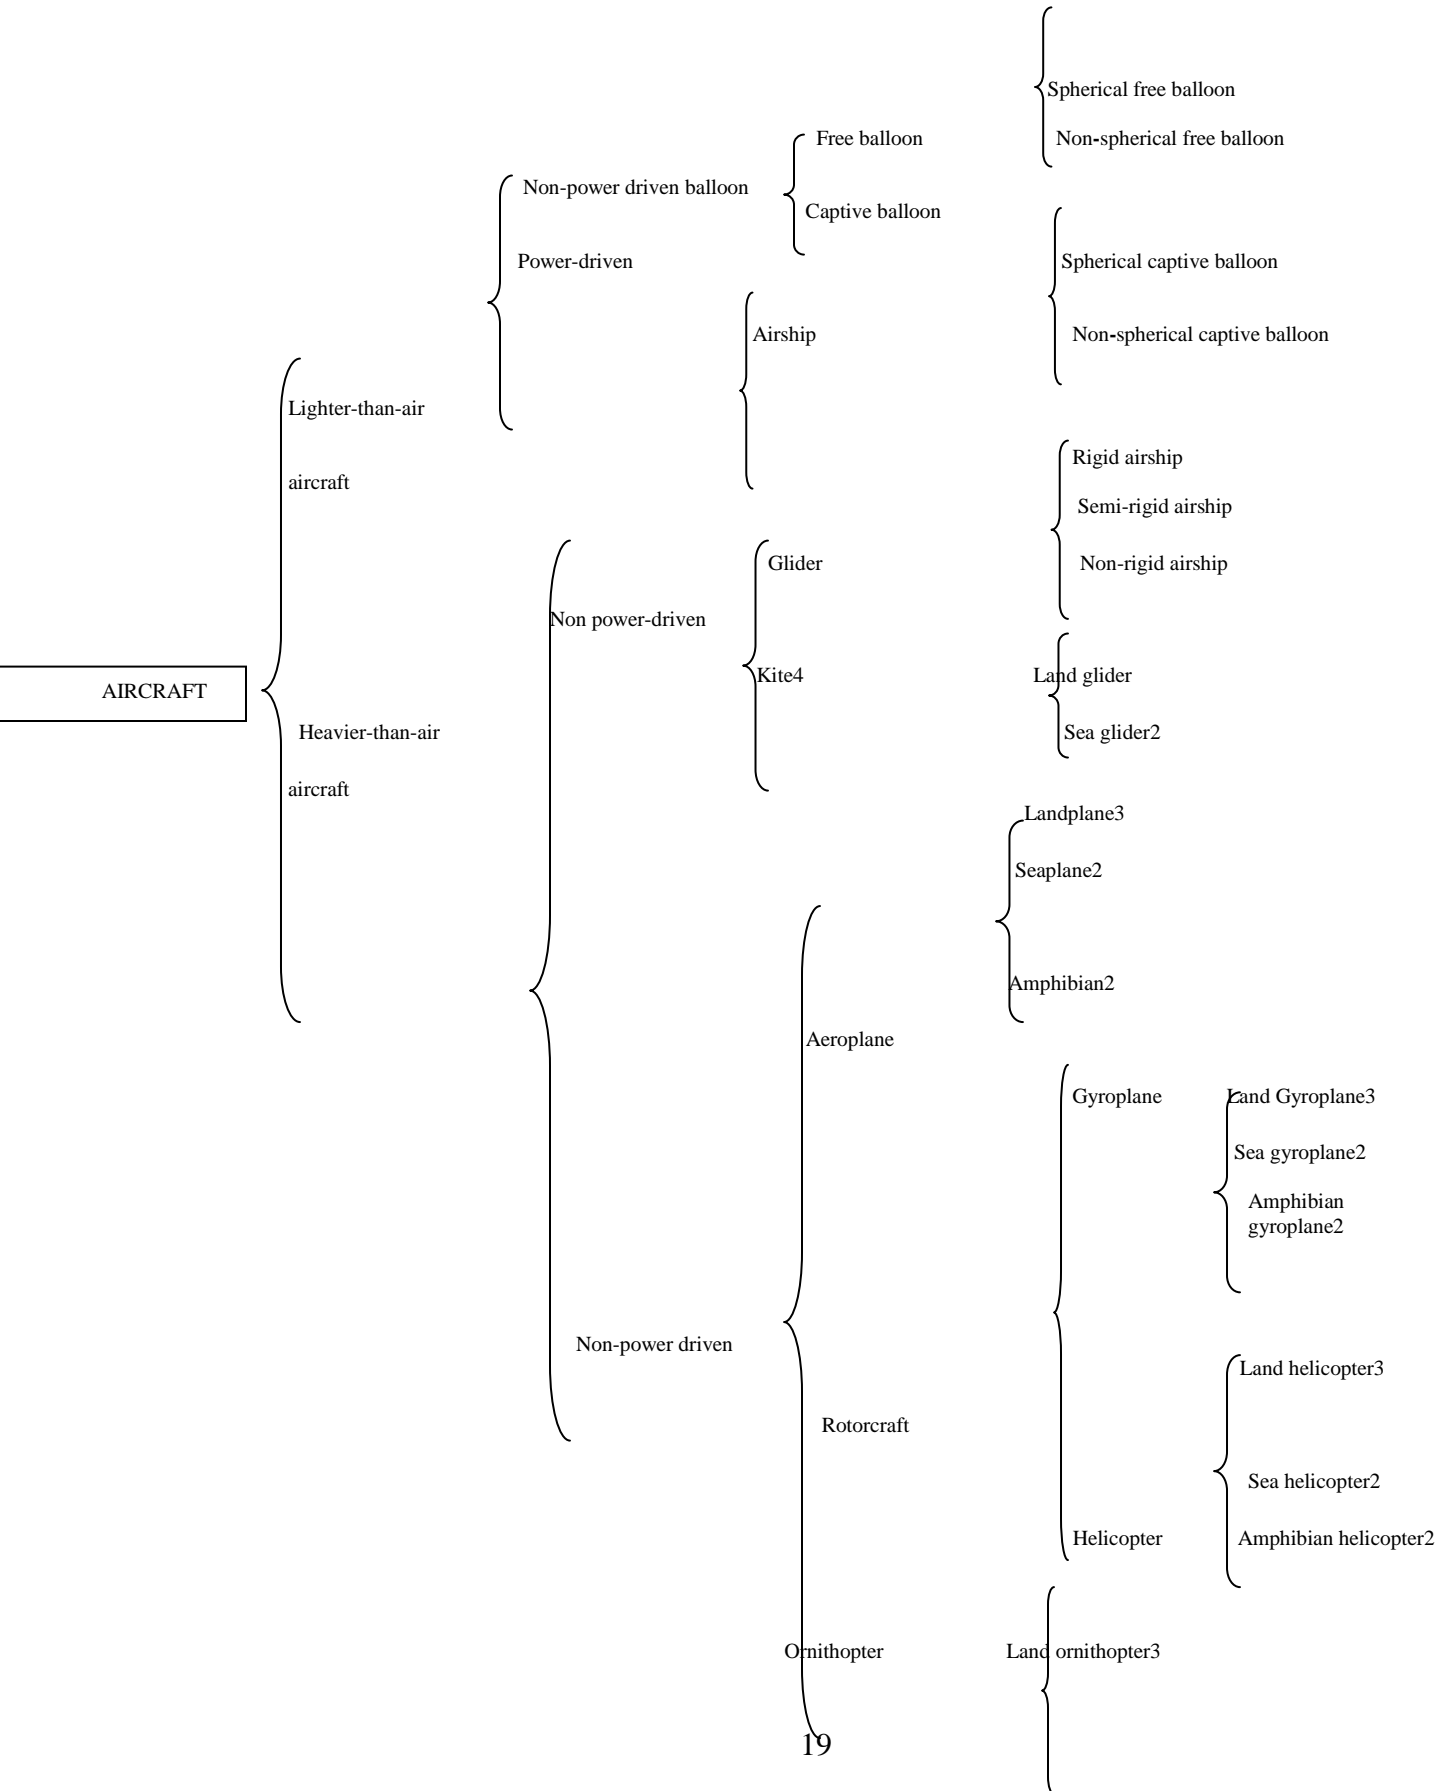 Spherical free balloon
Free balloon
Non-spherical free balloon
Non-power driven balloon
Captive balloon
Power-driven
Spherical captive balloon
Airship
Non-spherical captive balloon
Lighter-than-air
Rigid airship
aircraft
Semi-rigid airship
Glider
Non-rigid airship
Non power-driven
Kite4
Land glider
AIRCRAFT
Heavier-than-air
Sea glider2
aircraft
Landplane3
Seaplane2
Amphibian2
Aeroplane
Gyroplane
Land Gyroplane3
Sea gyroplane2
Amphibian
gyroplane2
Non-power driven
Land helicopter3
Rotorcraft
Sea helicopter2
Helicopter
Amphibian helicopter2
Ornithopter
Land ornithopter3
19